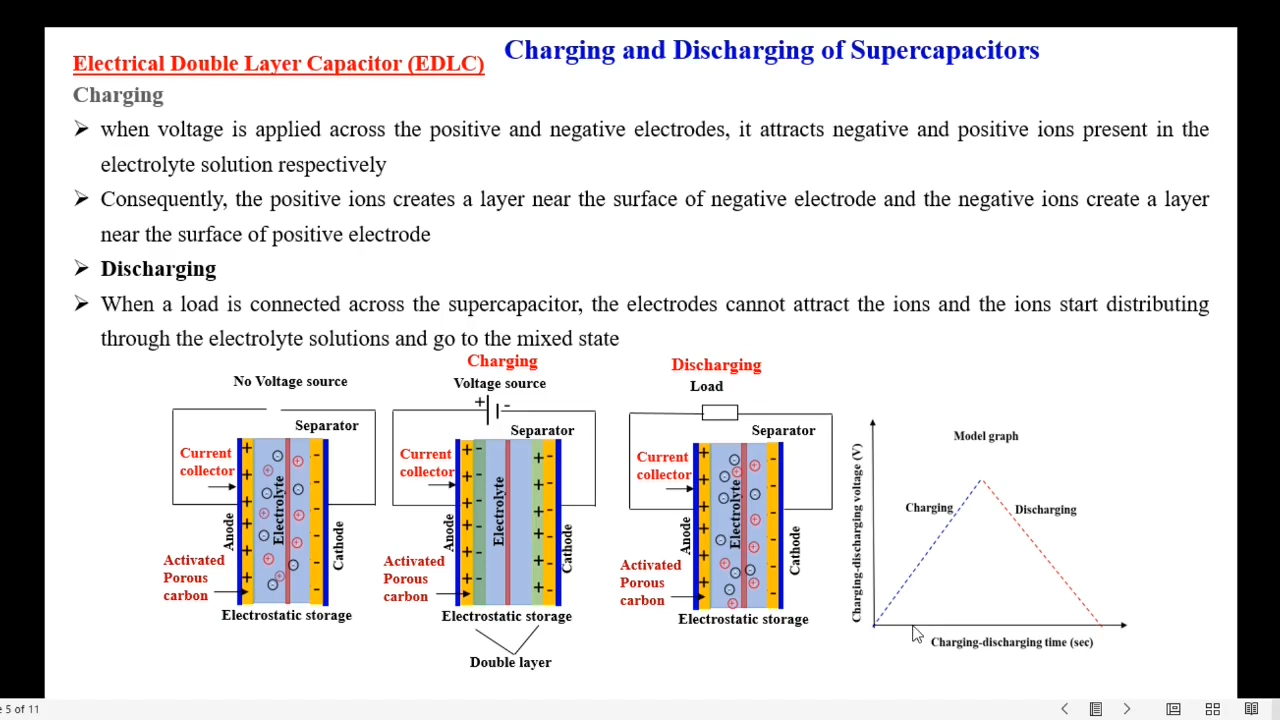 Charging and Discharging of Supercapacitors
Electrical Double Layer Capacitor (EDLC)
Charging
➢ when voltage is applied across the positive and negative electrodes, it attracts negative and positive ions present in the
electrolyte solution respectively
➢ Consequently, the positive ions creates a layer near the surface of negative electrode and the negative ions create a layer
near the surface of positive electrode
➢ Discharging
➢ When a load is connected across the supercapacitor, the electrodes cannot attract the ions and the ions start distributing
through the electrolyte solutions and go to the mixed state
No Voltage source
Separator
Current
collector
Anode
Electrolyte
Cathode
Activated
Porous
carbon
Electrostatic storage
Charging
Voltage source
+ -
Separator
Current
collector
Anode
Electrolyte
Cathode
Activated
Porous
carbon
Electrostatic storage
Double layer
Discharging
Load
Separator
Current
collector
Anode
Electrolyte
Cathode
Activated
Porous
carbon
Electrostatic storage
Model graph
Charging-discharging voltage (V)
Charging
Discharging
Charging-discharging time (sec)
e 5 of 11